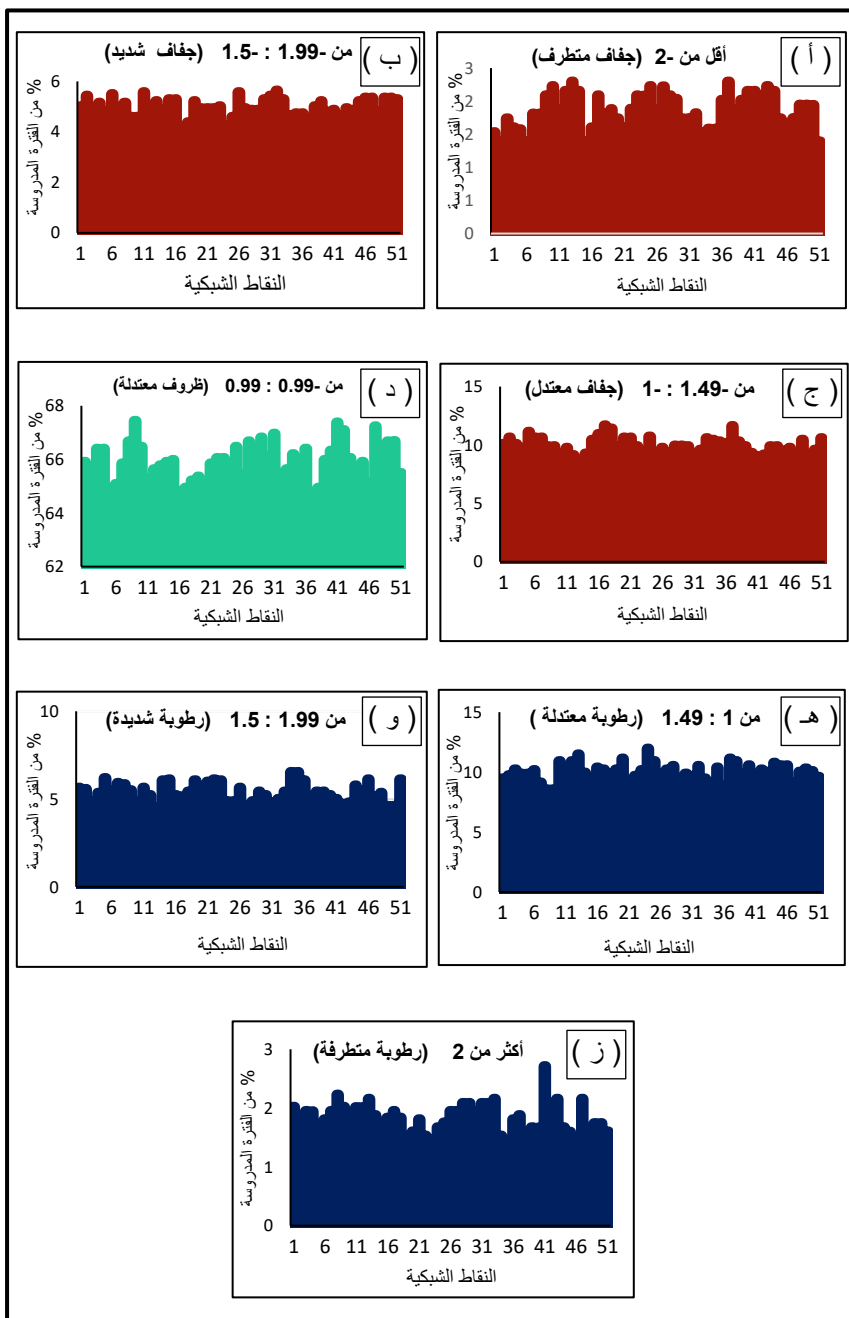 ( أ )
أقل من -2 (جفاف متطرف)
% من الفترة المدروسة
3
2
2
1
1
0
1 6 11 16 21 26 31 36 41 46 51
النقاط الشبكية
( ب )
من -1.99 : -1.5 (جفاف شديد)
% من الفترة المدروسة
6
4
2
0
1 6 11 16 21 26 31 36 41 46 51
النقاط الشبكية
( ج )
من -1.49 : -1 (جفاف معتدل)
% من الفترة المدروسة
15
10
5
0
1 6 11 16 21 26 31 36 41 46 51
النقاط الشبكية
( د )
من -0.99 : 0.99 (ظروف معتدلة)
% من الفترة المدروسة
68
66
64
62
1 6 11 16 21 26 31 36 41 46 51
النقاط الشبكية
( هـ )
من 1 : 1.49 (رطوبة معتدلة )
% من الفترة المدروسة
15
10
5
0
1 6 11 16 21 26 31 36 41 46 51
النقاط الشبكية
( و )
من 1.99 : 1.5 (رطوبة شديدة)
% من الفترة المدروسة
10
5
0
1 6 11 16 21 26 31 36 41 46 51
النقاط الشبكية
( ز )
أكثر من 2 (رطوبة متطرفة)
% من الفترة المدروسة
3
2
1
0
1 6 11 16 21 26 31 36 41 46 51
النقاط الشبكية